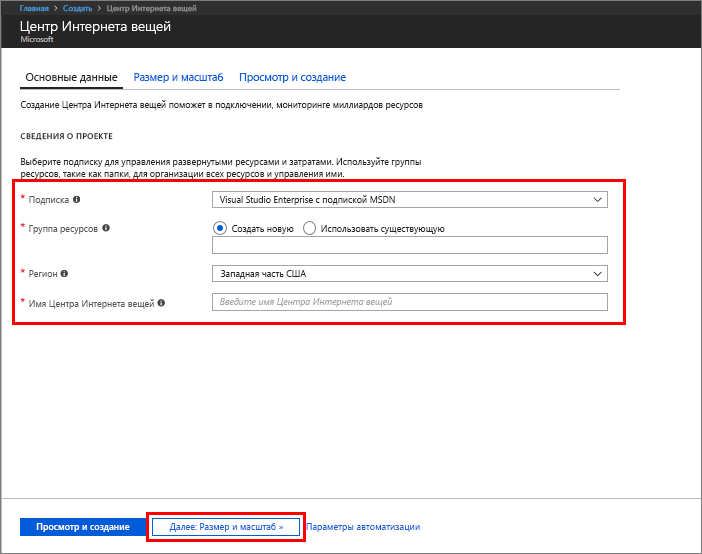 Главная > Создать > Центр Интернета вещей
Центр Интернета вещей
Microsoft
Основные данные Размер и масштаб Просмотр и создание
Создание Центра Интернета вещей поможет в подключении, мониторинге миллиардов ресурсов
СВЕДЕНИЯ О ПРОЕКТЕ
Выберите подписку для управления развернутыми ресурсами и затратами. Используйте группы
ресурсов, такие как папки, для организации всех ресурсов и управления ими.
* Подписка Visual Studio Enterprise с подпиской MSDN
* Группа ресурсов Создать новую Использовать существующую
* Регион Западная часть США
* Имя Центра Интернета вещей Введите имя Центра Интернета вещей
Просмотр и создание Далее: Размер и масштаб » Параметры автоматизации